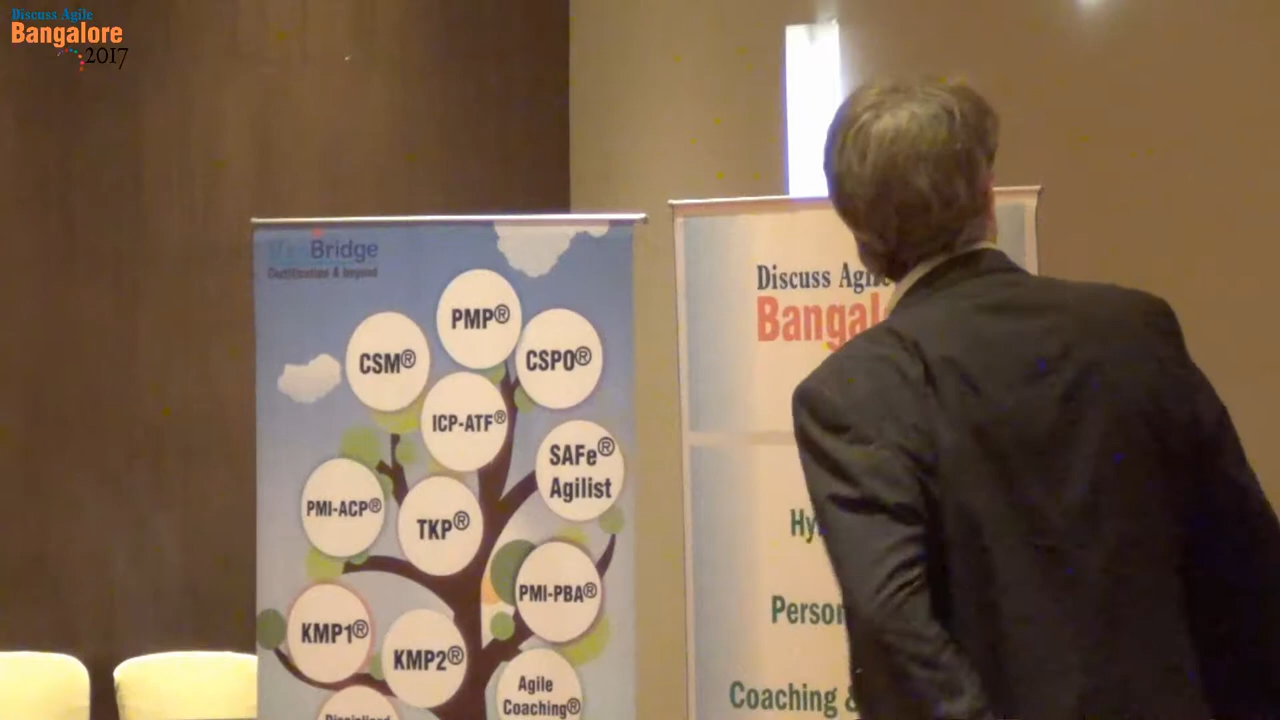 Discuss Agile
Bangalore
2017
Bridge
PMP®
CSM®
CSPO®
ICP-ATF®
SAFe®
Agilist
PMI-ACP®
TKP®
PMI-PBA®
KMP1®
KMP2®
Agile
Coaching®
Discuss Agile
Bangal
Hy
Person
Coaching &